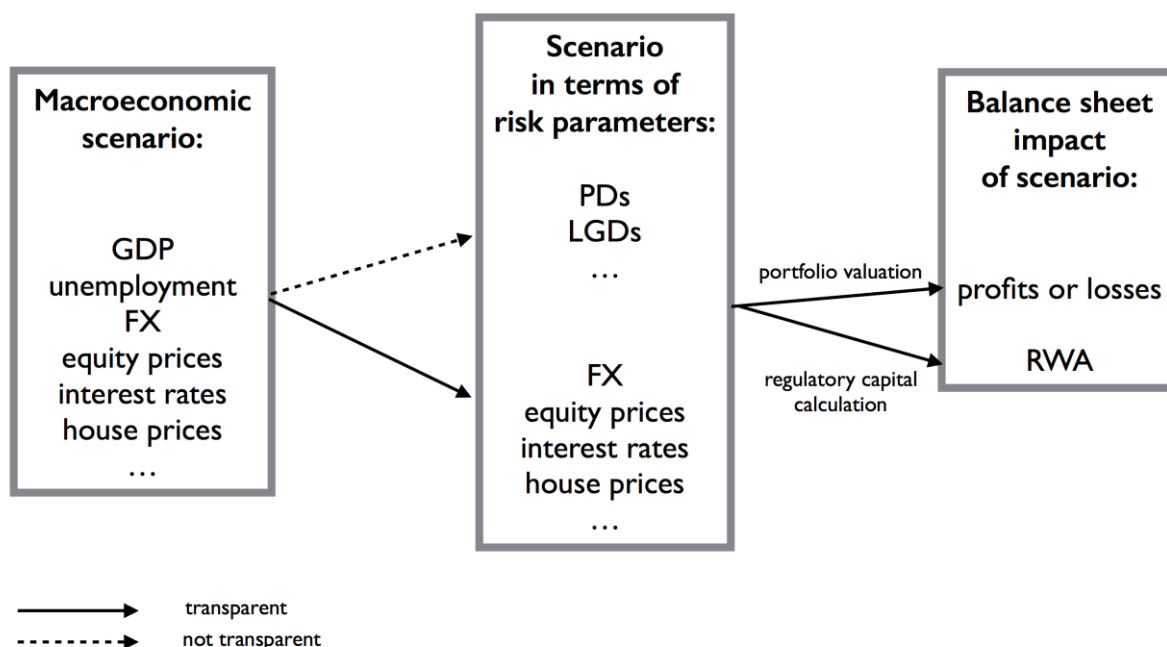 Macroeconomic
scenario:
GDP
unemployment
FX
equity prices
interest rates
house prices
...
Scenario
in terms of
risk parameters:
PDs
LGDs
...
FX
equity prices
interest rates
house prices
...
portfolio valuation
regulatory capital
calculation
Balance sheet
impact
of scenario:
profits or losses
RWA
transparent
not transparent